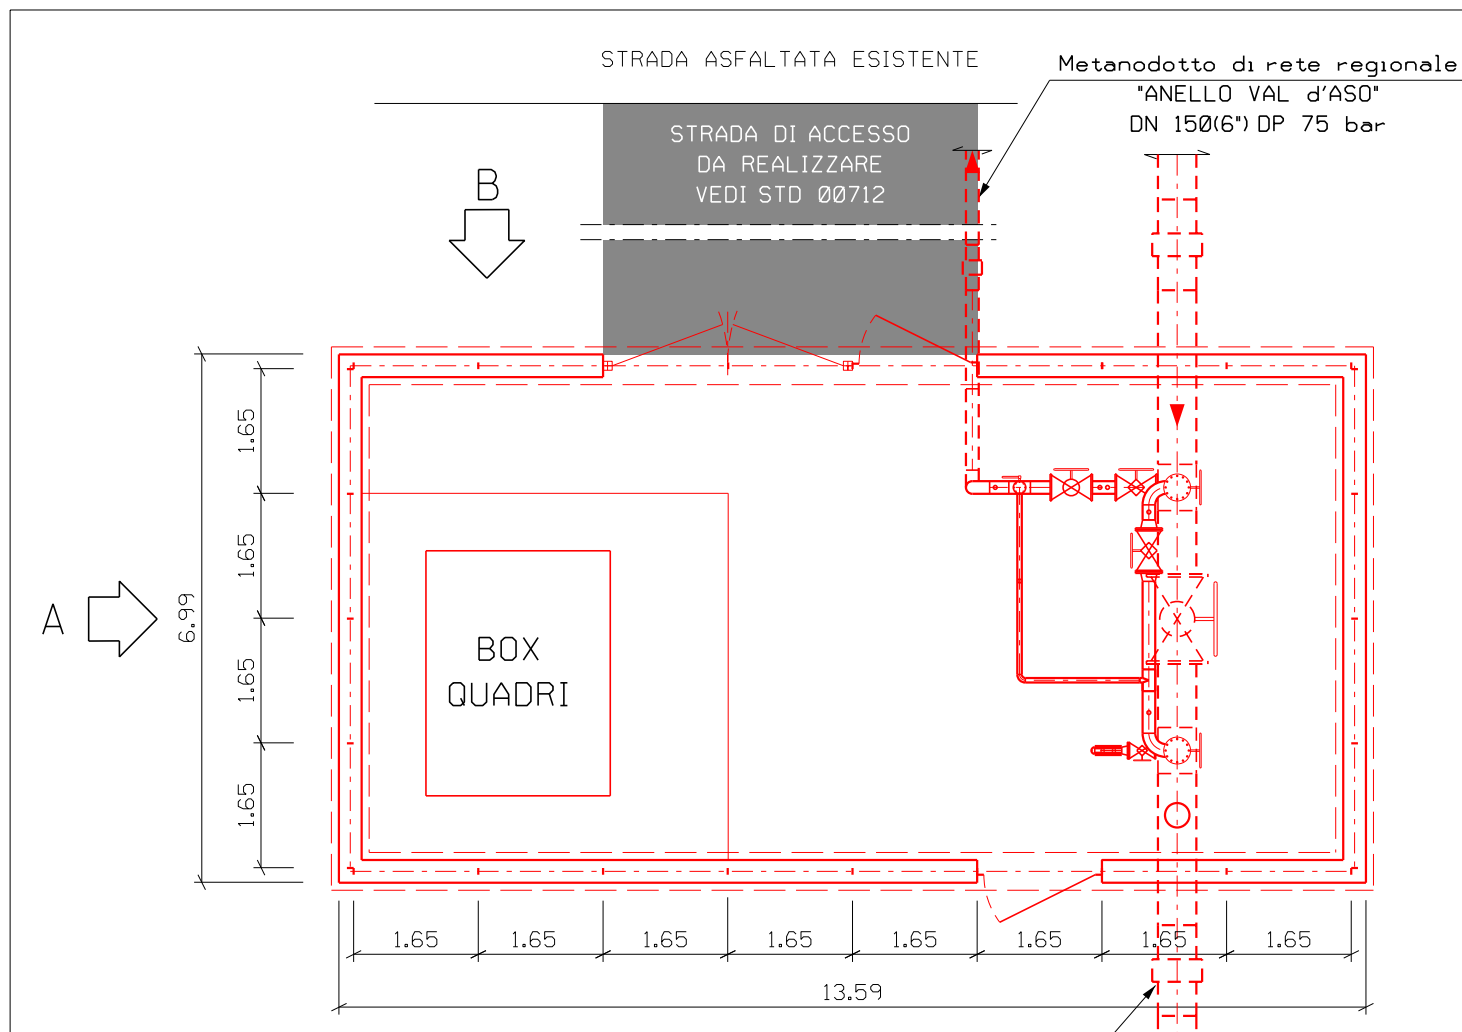 STRADA ASFALTATA ESISTENTE
Metanodotto di rete regionale
"ANELLO VAL d'ASO"
DN 150(6") DP 75 bar
STRADA DI ACCESSO
DA REALIZZARE
VEDI STD 00712
B
A
6.99
1.65
1.65
1.65
1.65
BOX
QUADRI
1.65
1.65
1.65
1.65
1.65
1.65
1.65
1.65
13.59